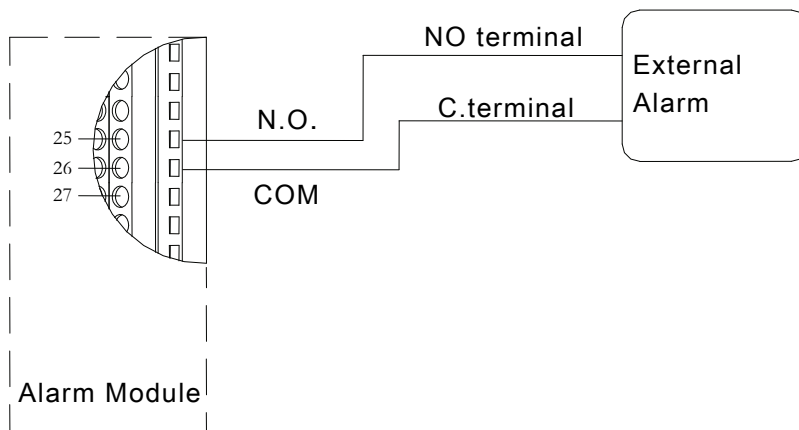 NO terminal
External
Alarm
C.terminal
N.O.
25
26
27
COM
Alarm Module